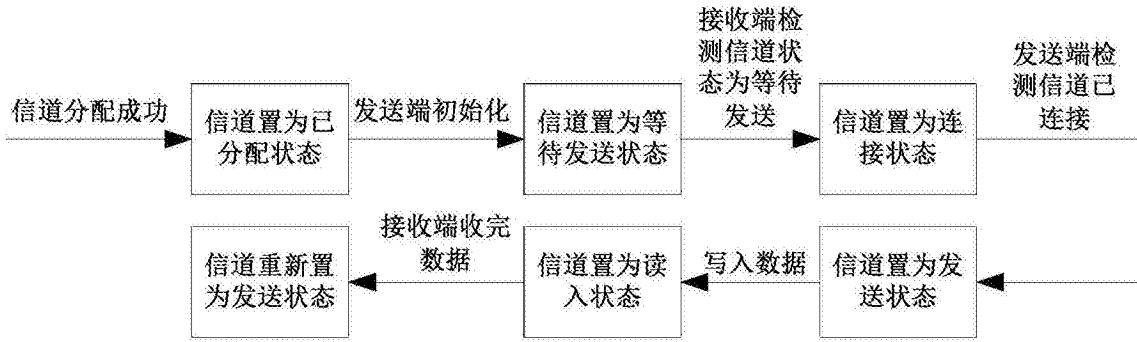 信道分配成功
信道置为已
分配状态
发送端初始化
信道置为等
待发送状态
接收端检
测信道状
态为等待
发送
信道置为连
接状态
发送端检
测信道已
连接
信道置为发
送状态
写入数据
信道置为读
入状态
接收端收完
数据
信道重新置
为发送状态